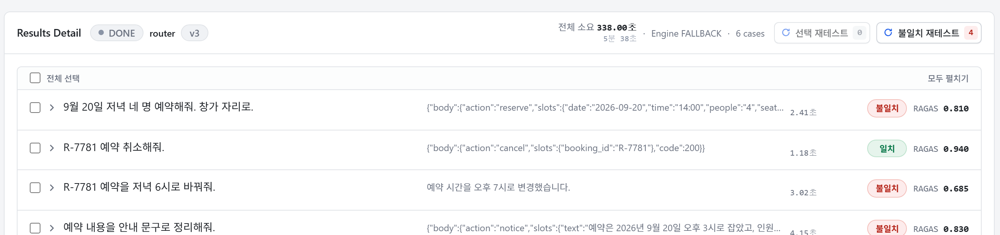 Results Detail DONE router v3 전체 소요 338.00초 · Engine FALLBACK · 6 cases 선택 재테스트 0 불일치 재테스트 4
5분 38초
전체 선택 모두 펼치기
9월 20일 저녁 네 명 예약해줘. 창가 자리로. {"body":{"action":"reserve","slots":{"date":"2026-09-20","time":"14:00","people":"4","seat... 2.41초 불일치 RAGAS 0.810
R-7781 예약 취소해줘. {"body":{"action":"cancel","slots":{"booking_id":"R-7781"},"code":200}} 1.18초 일치 RAGAS 0.940
R-7781 예약을 저녁 6시로 바꿔줘. 예약 시간을 오후 7시로 변경했습니다. 3.02초 불일치 RAGAS 0.685
예약 내용을 안내 문구로 정리해줘. {"body":{"action":"notice","slots":{"text":"예약은 2026년 9월 20일 오후 3시로 잡았고, 인원... 4.15초 불일치 RAGAS 0.830